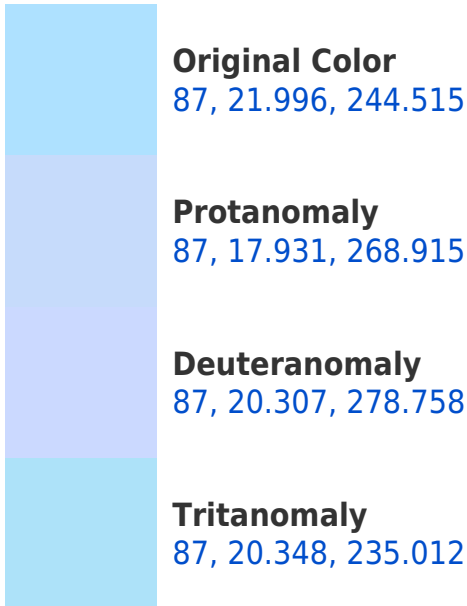 Original Color
87, 21.996, 244.515
Protanomaly
87, 17.931, 268.915
Deuteranomaly
87, 20.307, 278.758
Tritanomaly
87, 20.348, 235.012